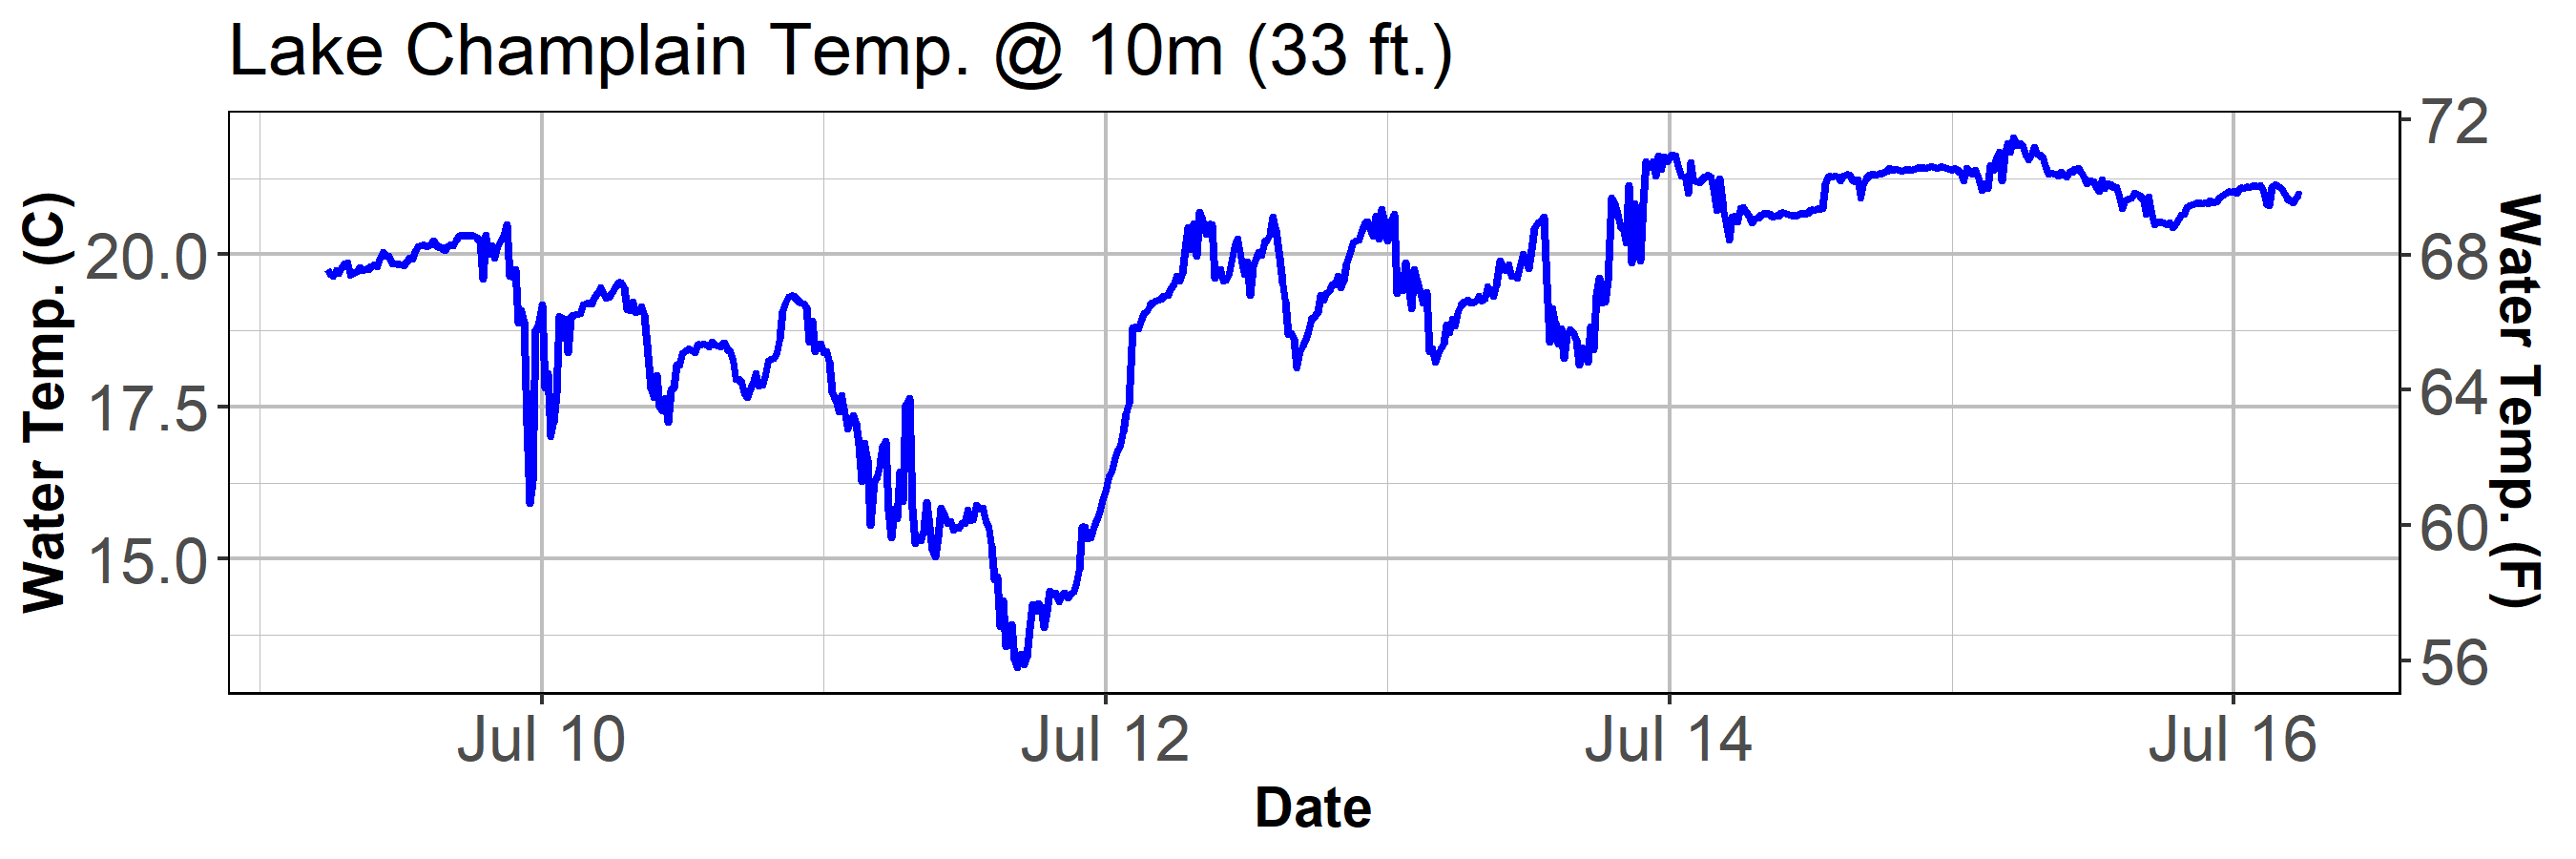 Lake Champlain Temp. @ 10m (33 ft.)
Water Temp. (C)
20.0
17.5
15.0
72
68
64
60
56
Water Temp. (F)
Jul 10 Jul 12 Jul 14 Jul 16
Date